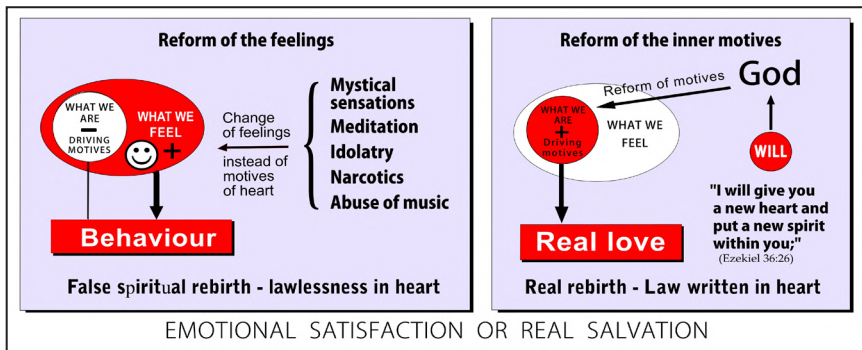 Reform of the feelings
WHAT WE
ARE
DRIVING
MOTIVES
WHAT WE
FEEL
+
Change
of feelings
instead of
motives
of heart
Mystical
sensations
Meditation
Idolatry
Narcotics
Abuse of music
Behaviour
False spiritual rebirth - lawlessness in heart
Reform of the inner motives
Reform of motives
God
WHAT WE
ARE
+
Driving
motives
WHAT WE
FEEL
WILL
"I will give you
a new heart and
put a new spirit
within you;"
(Ezekiel 36:26)
Real love
Real rebirth - Law written in heart
EMOTIONAL SATISFACTION OR REAL SALVATION